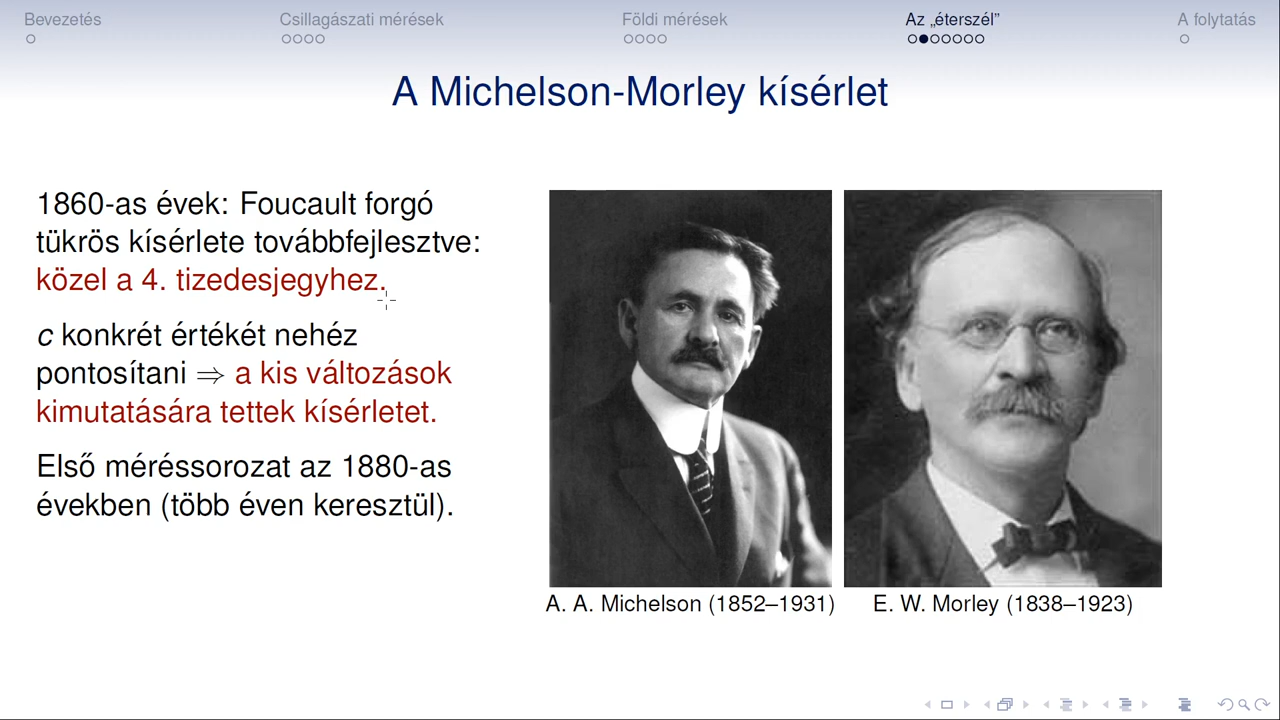 Bevezetés
Csillagászati mérések
Földi mérések
Az „éterszél”
A folytatás
A Michelson-Morley kísérlet
1860-as évek: Foucault forgó
tükrös kísérlete továbbfejlesztve:
közel a 4. tizedesjegyhez.
c konkrét értékét nehéz
pontosítani ⇒ a kis változások
kimutatására tettek kísérletet.
Első méréssorozat az 1880-as
években (több éven keresztül).
A. A. Michelson (1852–1931)
E. W. Morley (1838–1923)